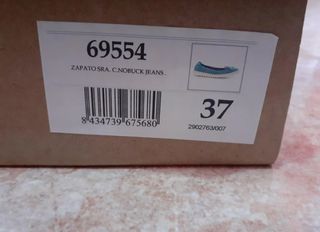 69554
ZAPATO SRA. C.NOBUCK JEANS.
8 434739 675680
37
2902763/007